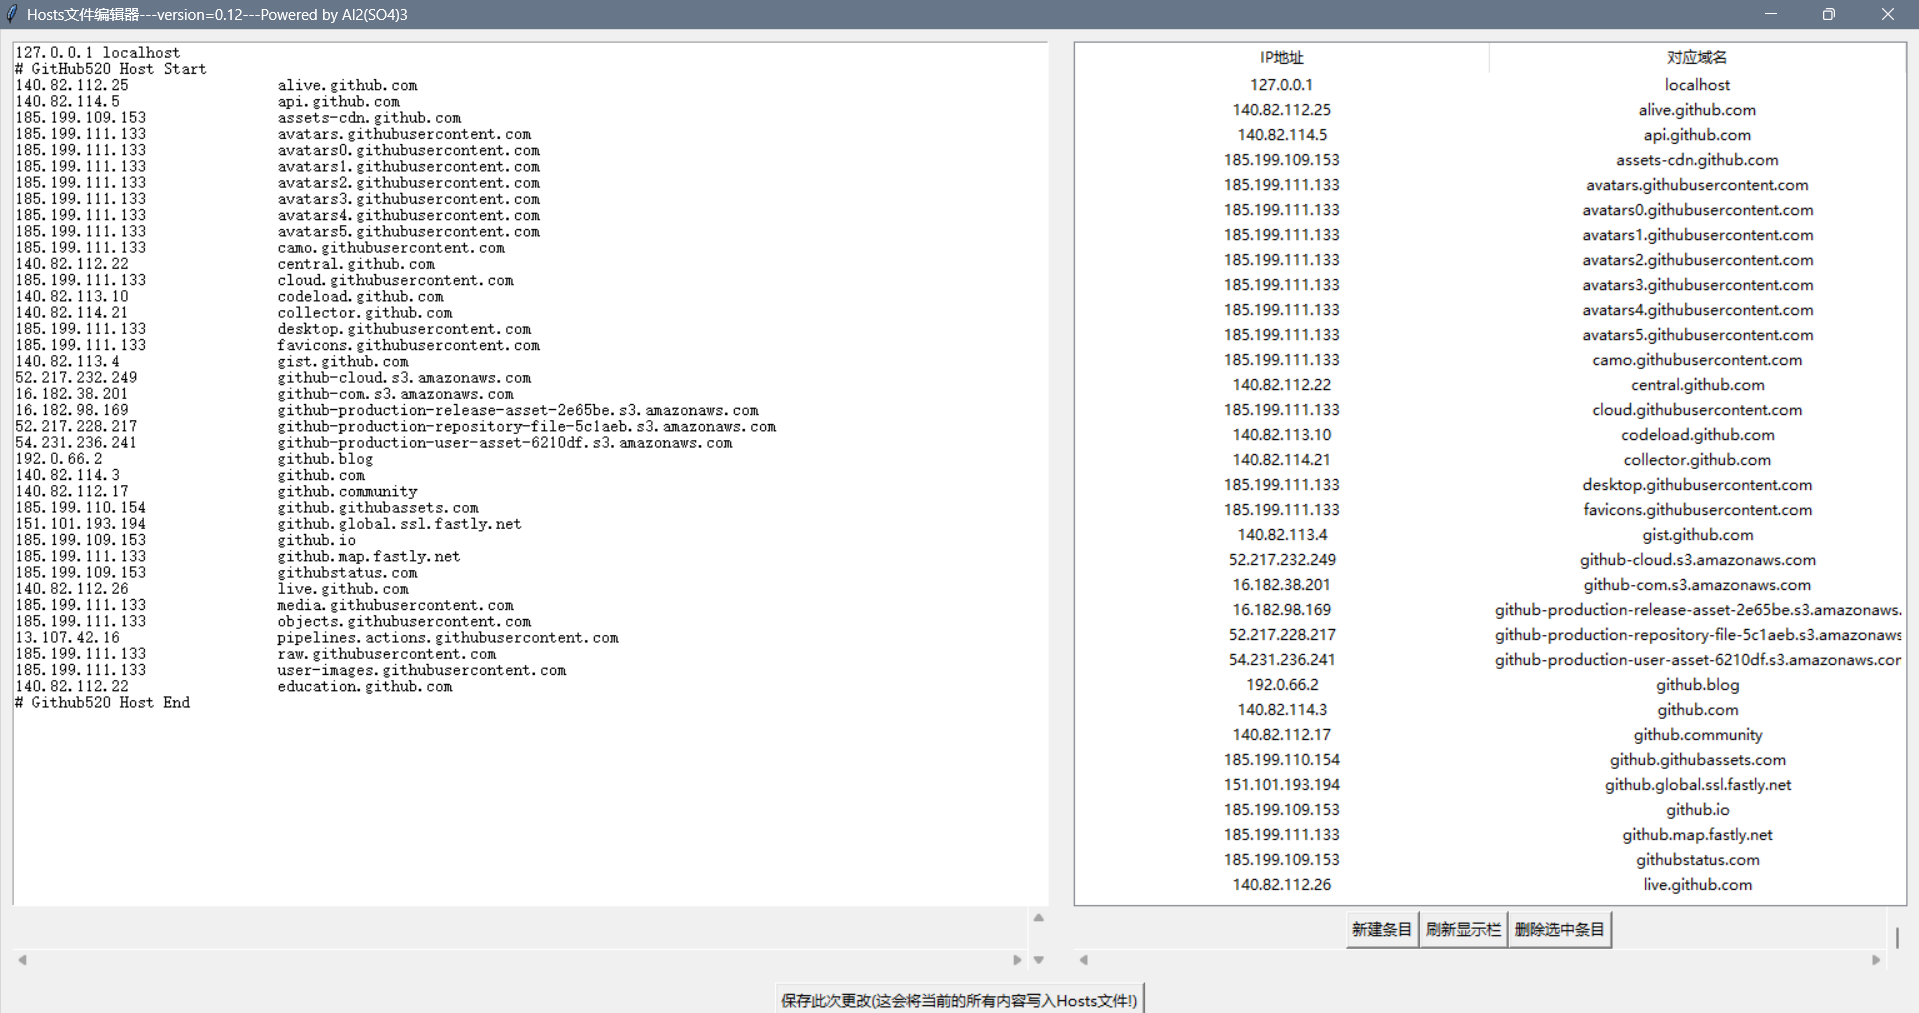 Hosts文件编辑器---version=0.12---Powered by Al2(SO4)3
127.0.0.1 localhost
# GitHub520 Host Start
140.82.112.25 alive.github.com
140.82.114.5 api.github.com
185.199.109.153 assets-cdn.github.com
185.199.111.133 avatars.githubusercontent.com
185.199.111.133 avatars0.githubusercontent.com
185.199.111.133 avatars1.githubusercontent.com
185.199.111.133 avatars2.githubusercontent.com
185.199.111.133 avatars3.githubusercontent.com
185.199.111.133 avatars4.githubusercontent.com
185.199.111.133 avatars5.githubusercontent.com
185.199.111.133 camo.githubusercontent.com
140.82.112.22 central.github.com
185.199.111.133 cloud.githubusercontent.com
140.82.113.10 codeload.github.com
140.82.114.21 collector.github.com
185.199.111.133 desktop.githubusercontent.com
185.199.111.133 favicons.githubusercontent.com
140.82.113.4 gist.github.com
52.217.232.249 github-cloud.s3.amazonaws.com
16.182.38.201 github-com.s3.amazonaws.com
16.182.98.169 github-production-release-asset-2e65be.s3.amazonaws.com
52.217.228.217 github-production-repository-file-5c1aeb.s3.amazonaws.com
54.231.236.241 github-production-user-asset-6210df.s3.amazonaws.com
192.0.66.2 github.blog
140.82.114.3 github.com
140.82.112.17 github.community
185.199.110.154 github.githubassets.com
151.101.193.194 github.global.ssl.fastly.net
185.199.109.153 github.io
185.199.111.133 github.map.fastly.net
185.199.109.153 githubstatus.com
140.82.112.26 live.github.com
185.199.111.133 media.githubusercontent.com
185.199.111.133 objects.githubusercontent.com
13.107.42.16 pipelines.actions.githubusercontent.com
185.199.111.133 raw.githubusercontent.com
185.199.111.133 user-images.githubusercontent.com
140.82.112.22 education.github.com
# Github520 Host End
IP地址 对应域名
127.0.0.1 localhost
140.82.112.25 alive.github.com
140.82.114.5 api.github.com
185.199.109.153 assets-cdn.github.com
185.199.111.133 avatars.githubusercontent.com
185.199.111.133 avatars0.githubusercontent.com
185.199.111.133 avatars1.githubusercontent.com
185.199.111.133 avatars2.githubusercontent.com
185.199.111.133 avatars3.githubusercontent.com
185.199.111.133 avatars4.githubusercontent.com
185.199.111.133 avatars5.githubusercontent.com
185.199.111.133 camo.githubusercontent.com
140.82.112.22 central.github.com
185.199.111.133 cloud.githubusercontent.com
140.82.113.10 codeload.github.com
140.82.114.21 collector.github.com
185.199.111.133 desktop.githubusercontent.com
185.199.111.133 favicons.githubusercontent.com
140.82.113.4 gist.github.com
52.217.232.249 github-cloud.s3.amazonaws.com
16.182.38.201 github-com.s3.amazonaws.com
16.182.98.169 github-production-release-asset-2e65be.s3.amazonaws.
52.217.228.217 github-production-repository-file-5c1aeb.s3.amazonaws
54.231.236.241 github-production-user-asset-6210df.s3.amazonaws.cor
192.0.66.2 github.blog
140.82.114.3 github.com
140.82.112.17 github.community
185.199.110.154 github.githubassets.com
151.101.193.194 github.global.ssl.fastly.net
185.199.109.153 github.io
185.199.111.133 github.map.fastly.net
185.199.109.153 githubstatus.com
140.82.112.26 live.github.com
新建条目 刷新显示栏 删除选中条目
保存此次更改(这会将当前的所有内容写入Hosts文件!)